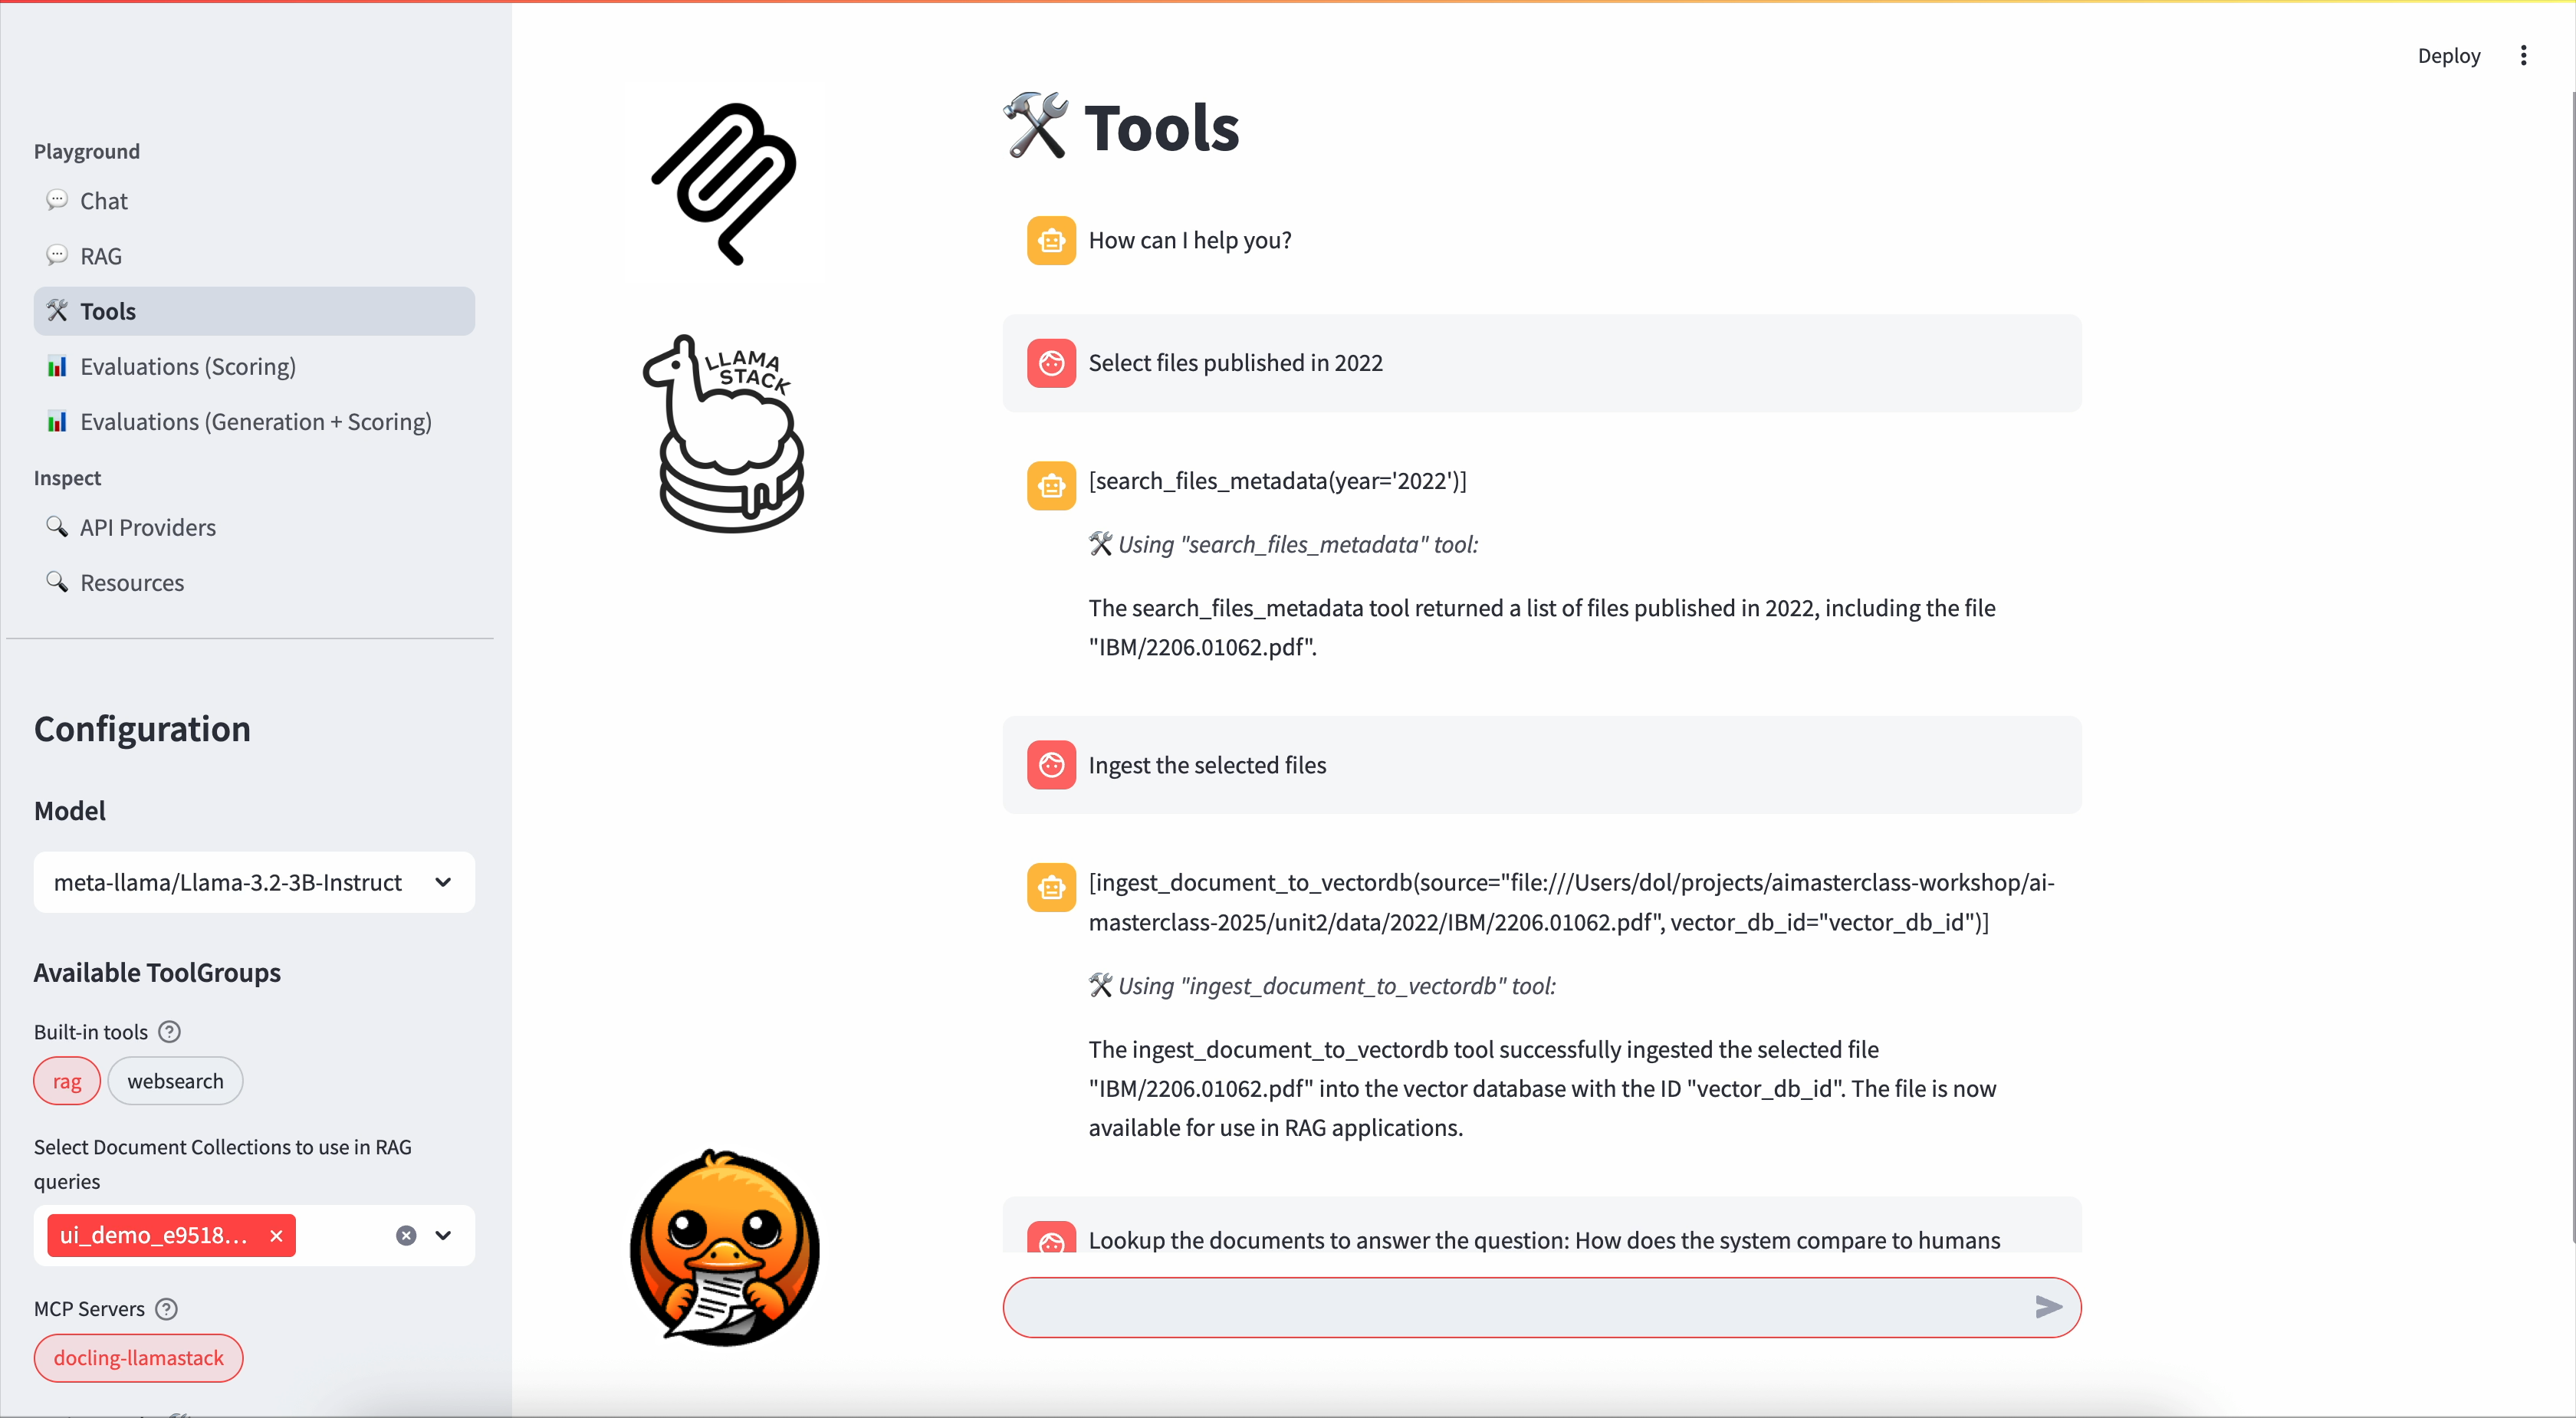 Deploy
Playground
Chat
RAG
Tools
Evaluations (Scoring)
Evaluations (Generation + Scoring)
Inspect
API Providers
Resources
Configuration
Model
meta-llama/Llama-3.2-3B-Instruct
Available ToolGroups
Built-in tools
rag
websearch
Select Document Collections to use in RAG
queries
ui_demo_e9518...
MCP Servers
docling-llamastack
LLAMA
STACK
Tools
How can I help you?
Select files published in 2022
[search_files_metadata(year='2022')]
Using "search_files_metadata" tool:
The search_files_metadata tool returned a list of files published in 2022, including the file
"IBM/2206.01062.pdf".
Ingest the selected files
[ingest_document_to_vectordb(source="file:///Users/dol/projects/aimasterclass-workshop/ai-
masterclass-2025/unit2/data/2022/IBM/2206.01062.pdf", vector_db_id="vector_db_id")]
Using "ingest_document_to_vectordb" tool:
The ingest_document_to_vectordb tool successfully ingested the selected file
"IBM/2206.01062.pdf" into the vector database with the ID "vector_db_id". The file is now
available for use in RAG applications.
Lookup the documents to answer the question: How does the system compare to humans